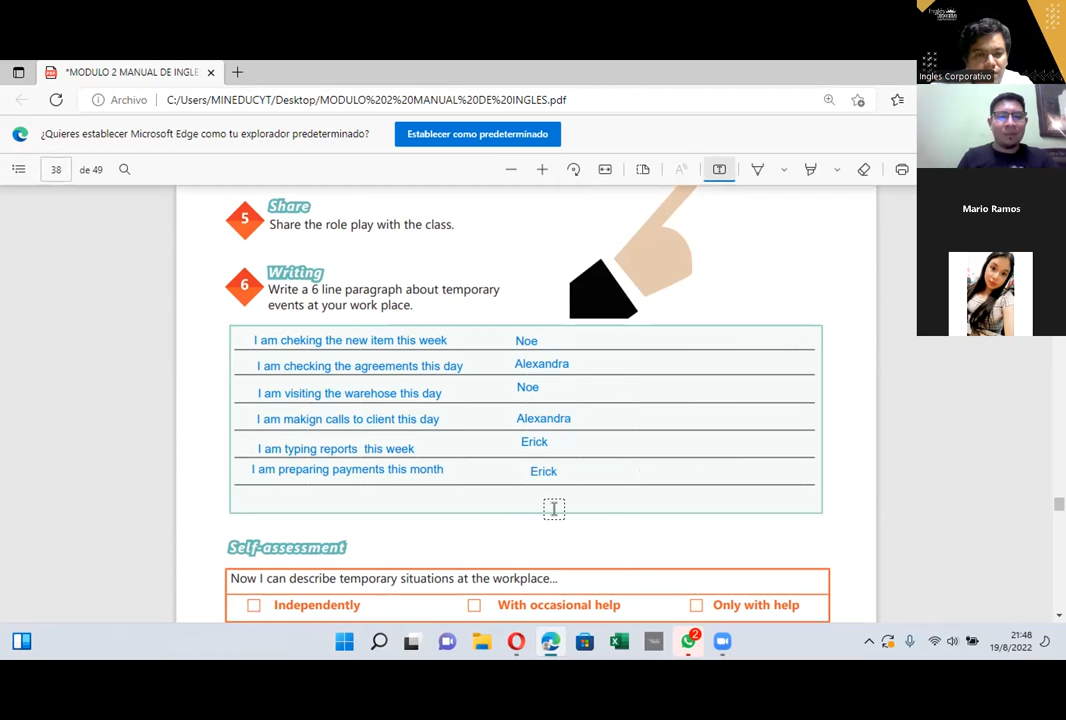 Inglés
Corporativo
Ingles Corporativo
*MODULO 2 MANUAL DE INGLE
Archivo C:/Users/MINEDUCYT/Desktop/MODULO%202%20MANUAL%20DE%20INGLES.pdf
¿Quieres establecer Microsoft Edge como tu explorador predeterminado? Establecer como predeterminado
38 de 49
Mario Ramos
5 Share
Share the role play with the class.
6 Writing
Write a 6 line paragraph about temporary
events at your work place.
I am cheking the new item this week Noe
I am checking the agreements this day Alexandra
I am visiting the warehose this day Noe
I am makign calls to client this day Alexandra
I am typing reports this week Erick
I am preparing payments this month Erick
Self-assessment
Now I can describe temporary situations at the workplace...
Independently With occasional help Only with help
2
21:48
19/8/2022